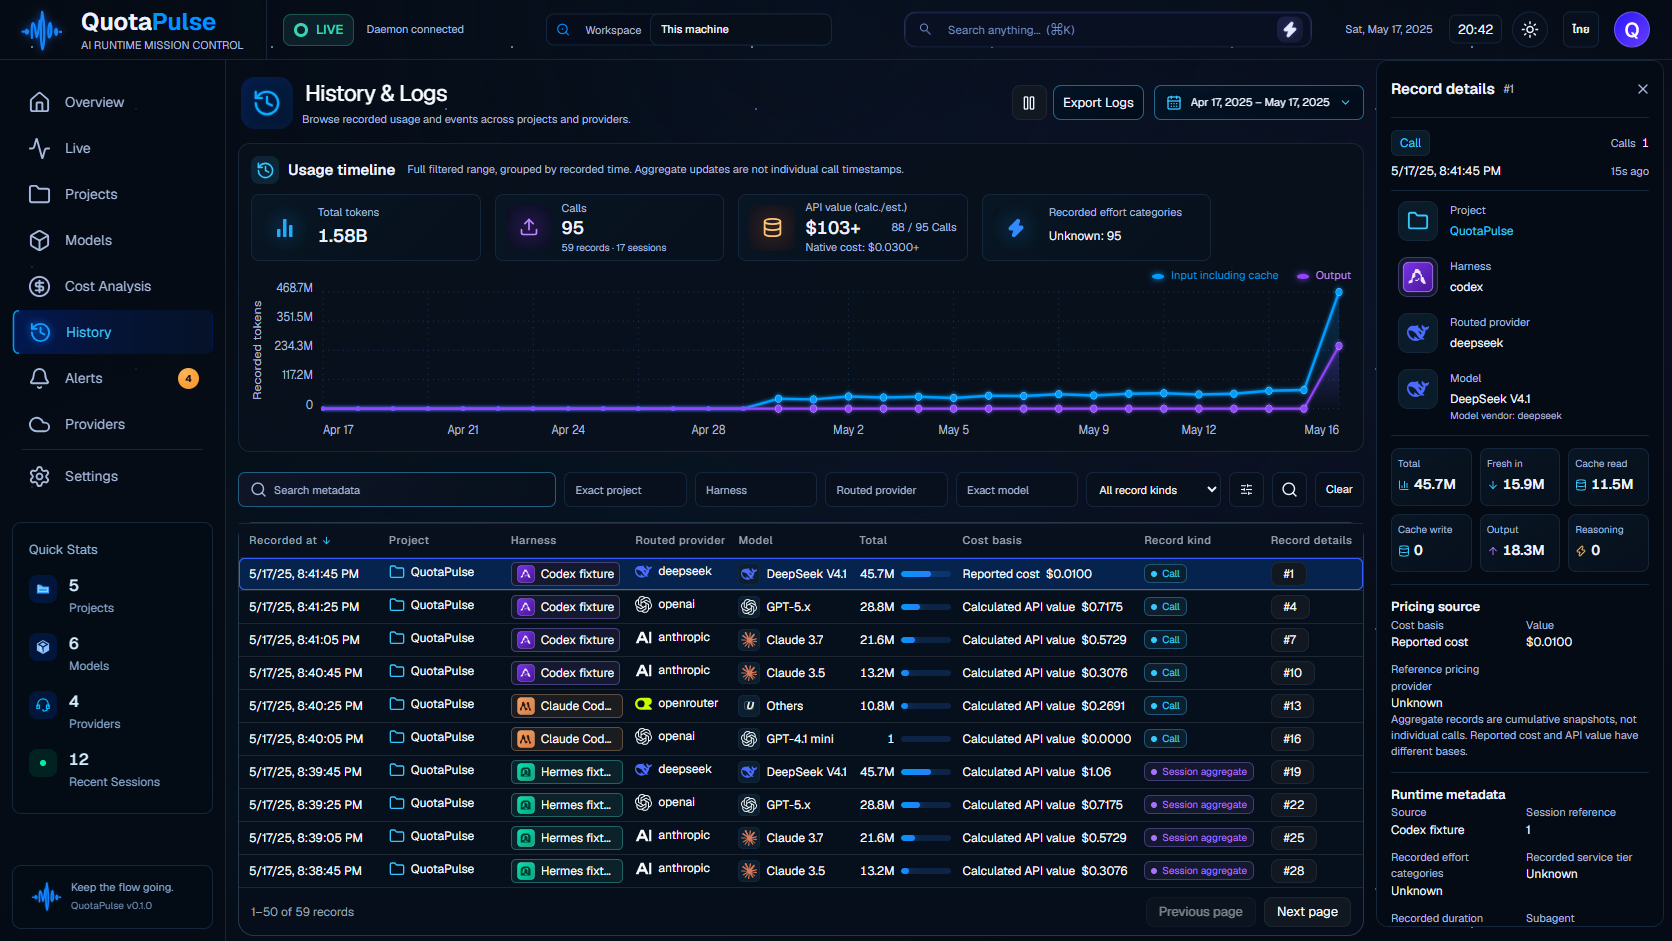 QuotaPulse
AI RUNTIME MISSION CONTROL
LIVE
Daemon connected
Workspace
This machine
Search anything... (⌘K)
Sat, May 17, 2025
20:42
ไทย
Q
Overview
Live
Projects
Models
Cost Analysis
History
Alerts
4
Providers
Settings
Quick Stats
5
Projects
6
Models
4
Providers
12
Recent Sessions
Keep the flow going.
QuotaPulse v0.1.0
History & Logs
Browse recorded usage and events across projects and providers.
Export Logs
Apr 17, 2025 – May 17, 2025
Usage timeline
Full filtered range, grouped by recorded time. Aggregate updates are not individual call timestamps.
Total tokens
1.58B
Calls
95
59 records · 17 sessions
API value (calc./est.)
$103+
88 / 95 Calls
Native cost: $0.0300+
Recorded effort categories
Unknown: 95
Input including cache
Output
Recorded tokens
468.7M
351.5M
234.3M
117.2M
0
Apr 17
Apr 21
Apr 24
Apr 28
May 2
May 5
May 9
May 12
May 16
Search metadata
Exact project
Harness
Routed provider
Exact model
All record kinds
Clear
Recorded at ↓ Project Harness Routed provider Model Total Cost basis Record kind Record details
5/17/25, 8:41:45 PM QuotaPulse Codex fixture deepseek DeepSeek V4.1 45.7M Reported cost $0.0100 Call #1
5/17/25, 8:41:25 PM QuotaPulse Codex fixture openai GPT-5.x 28.8M Calculated API value $0.7175 Call #4
5/17/25, 8:41:05 PM QuotaPulse Codex fixture AI anthropic Claude 3.7 21.6M Calculated API value $0.5729 Call #7
5/17/25, 8:40:45 PM QuotaPulse Codex fixture AI anthropic Claude 3.5 13.2M Calculated API value $0.3076 Call #10
5/17/25, 8:40:25 PM QuotaPulse Claude Cod... openrouter Others 10.8M Calculated API value $0.2691 Call #13
5/17/25, 8:40:05 PM QuotaPulse Claude Cod... openai GPT-4.1 mini 1 Calculated API value $0.0000 Call #16
5/17/25, 8:39:45 PM QuotaPulse Hermes fixt... deepseek DeepSeek V4.1 45.7M Calculated API value $1.06 Session aggregate #19
5/17/25, 8:39:25 PM QuotaPulse Hermes fixt... openai GPT-5.x 28.8M Calculated API value $0.7175 Session aggregate #22
5/17/25, 8:39:05 PM QuotaPulse Hermes fixt... AI anthropic Claude 3.7 21.6M Calculated API value $0.5729 Session aggregate #25
5/17/25, 8:38:45 PM QuotaPulse Hermes fixt... AI anthropic Claude 3.5 13.2M Calculated API value $0.3076 Session aggregate #28
1–50 of 59 records
Previous page
Next page
Record details #1
Call
Calls 1
5/17/25, 8:41:45 PM
15s ago
Project
QuotaPulse
Harness
codex
Routed provider
deepseek
Model
DeepSeek V4.1
Model vendor: deepseek
Total
45.7M
Fresh in
15.9M
Cache read
11.5M
Cache write
0
Output
18.3M
Reasoning
0
Pricing source
Cost basis
Reported cost
Value
$0.0100
Reference pricing
provider
Unknown
Aggregate records are cumulative snapshots, not
individual calls. Reported cost and API value have
different bases.
Runtime metadata
Source
Codex fixture
Session reference
1
Recorded effort
categories
Unknown
Recorded service tier
Unknown
Recorded duration
Subagent